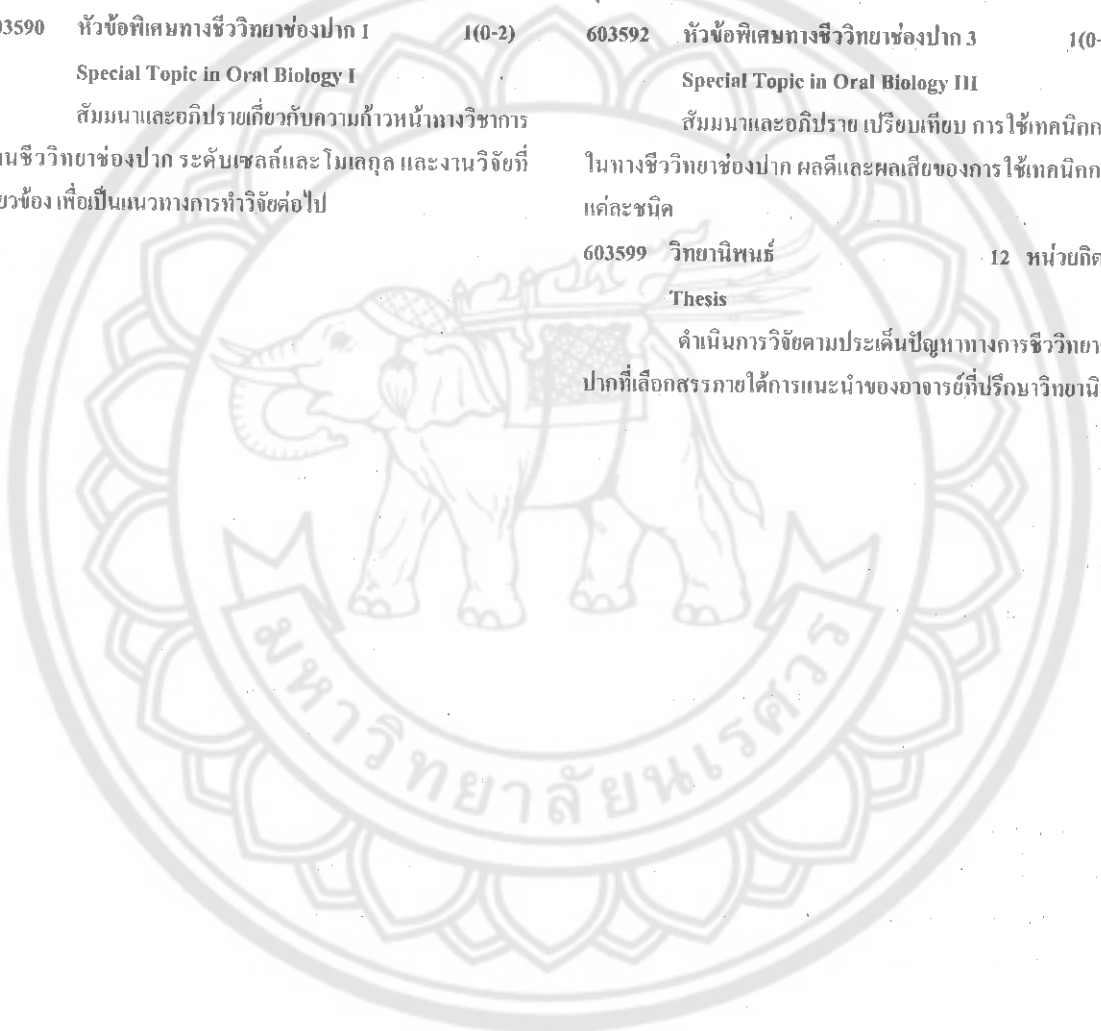 03590 หัวข้อพิเศษทางชีววิทยาช่องปาก 1 1(0-2)
Special Topic in Oral Biology I
สัมมนาและอภิปรายเกี่ยวกับความก้าวหน้าทางวิชาการ
านชีววิทยาช่องปาก ระดับเซลล์และโมเลกุล และงานวิจัยที่
ยวข้อง เพื่อเป็นแนวทางการทำวิจัยต่อไป
603592 หัวข้อพิเศษทางชีววิทยาช่องปาก 3 1(0-
Special Topic in Oral Biology III
สัมมนาและอภิปราย เปรียบเทียบ การใช้เทคนิค
ในทางชีววิทยาช่องปาก ผลดีและผลเสียของการใช้เทคนิค
แต่ละชนิด
603599 วิทยานิพนธ์ 12 หน่วยกิต
Thesis
ดำเนินการวิจัยตามประเด็นปัญหาทางการชีววิทยา
ปากที่เลือกสรรภายใต้การแนะนำของอาจารย์ที่ปรึกษาวิทยานิ
มหาวิทยาลัยนเรศวร